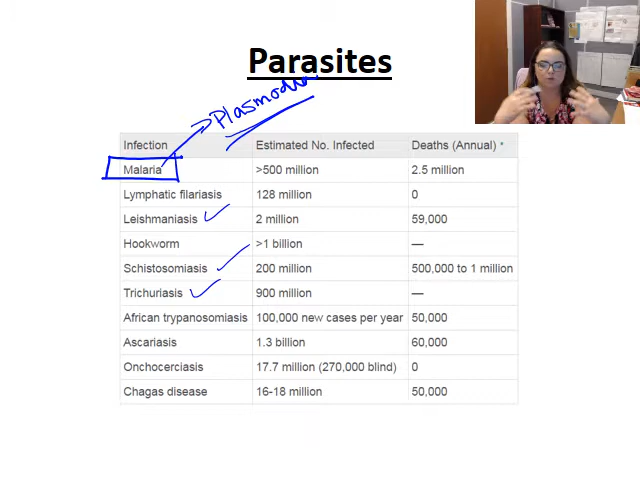 Parasites
Plasmodium
Infection Estimated No. Infected Deaths (Annual) *
Malaria >500 million 2.5 million
Lymphatic filariasis 128 million 0
Leishmaniasis 2 million 59,000
Hookworm >1 billion —
Schistosomiasis 200 million 500,000 to 1 million
Trichuriasis 900 million —
African trypanosomiasis 100,000 new cases per year 50,000
Ascariasis 1.3 billion 60,000
Onchocerciasis 17.7 million (270,000 blind) 0
Chagas disease 16-18 million 50,000